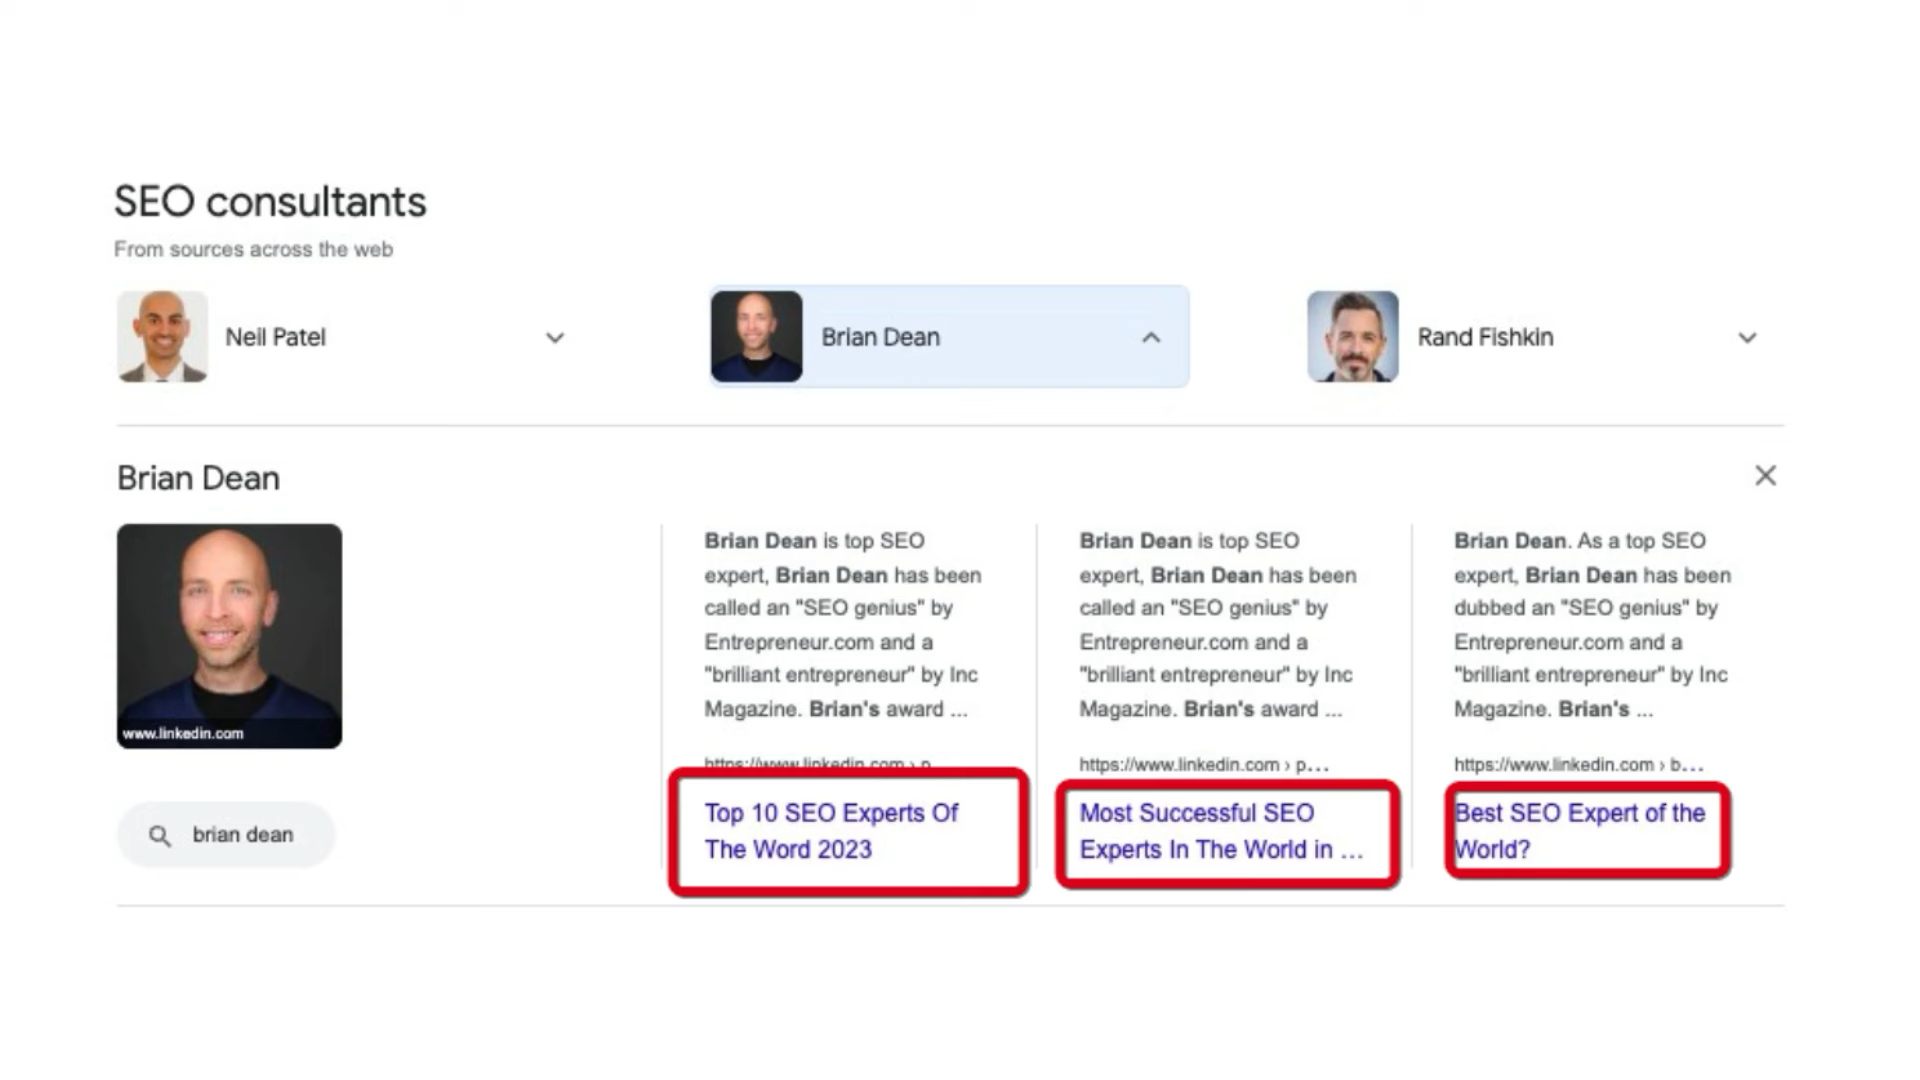 SEO consultants
From sources across the web
Neil Patel
Brian Dean
Rand Fishkin
Brian Dean
www.linkedin.com
brian dean
Brian Dean is top SEO
expert, Brian Dean has been
called an "SEO genius" by
Entrepreneur.com and a
"brilliant entrepreneur" by Inc
Magazine. Brian's award ...
https://www.linkedin.com › p
Top 10 SEO Experts Of
The Word 2023
Brian Dean is top SEO
expert, Brian Dean has been
called an "SEO genius" by
Entrepreneur.com and a
"brilliant entrepreneur" by Inc
Magazine. Brian's award ...
https://www.linkedin.com › p...
Most Successful SEO
Experts In The World in ...
Brian Dean. As a top SEO
expert, Brian Dean has been
dubbed an "SEO genius" by
Entrepreneur.com and a
"brilliant entrepreneur" by Inc
Magazine. Brian's ...
https://www.linkedin.com › b...
Best SEO Expert of the
World?